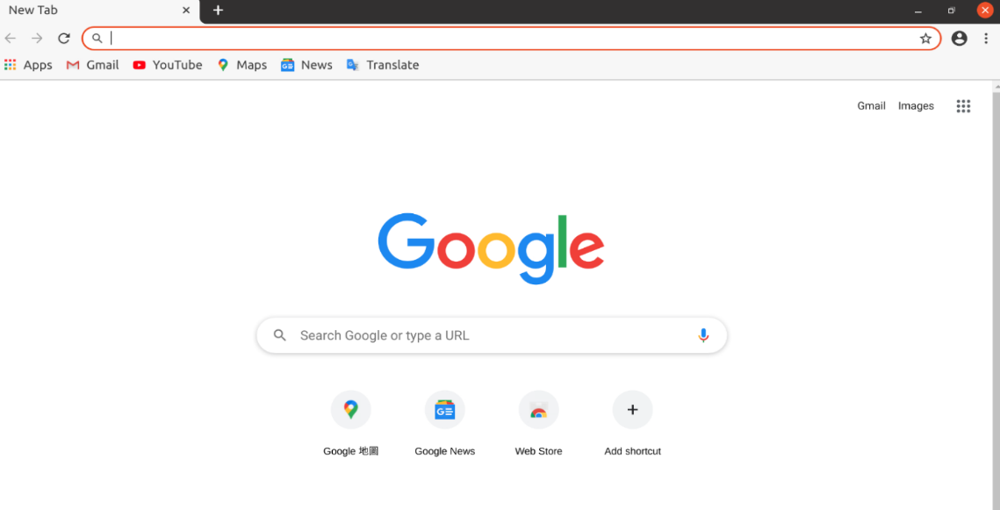 New Tab
Apps Gmail YouTube Maps News Translate
Gmail Images
Google
Search Google or type a URL
Google 地圖 Google News Web Store Add shortcut